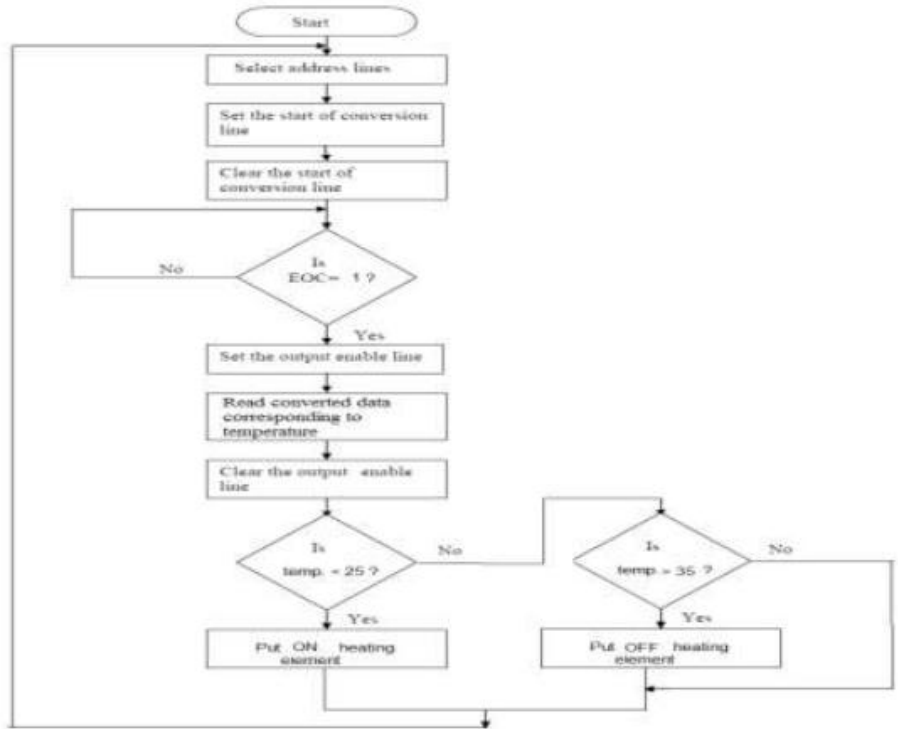 Start
Select address lines
Set the start of conversion
line
Clear the start of
conversion line
Is
EOC= 1 ?
No
Yes
Set the output enable line
Read converted data
corresponding to
temperature
Clear the output enable
line
Is
temp. < 25 ?
No
Yes
Put ON heating
element
Is
temp. = 35 ?
No
Yes
Put OFF heating
element